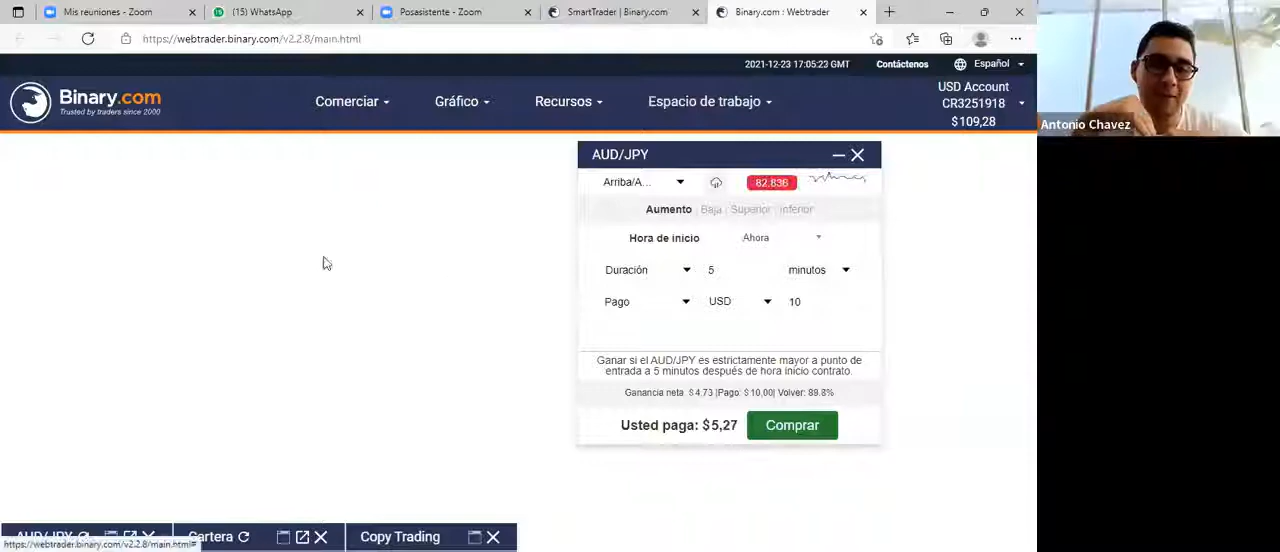 Mis reuniones - Zoom
(15) WhatsApp
Posasistente - Zoom
SmartTrader | Binary.com
Binary.com : Webtrader
https://webtrader.binary.com/v2.2.8/main.html
2021-12-23 17:05:23 GMT
Contáctenos
Español
Binary.com
Trusted by traders since 2000
Comerciar
Gráfico
Recursos
Espacio de trabajo
USD Account
CR3251918
$109,28
Antonio Chavez
AUD/JPY
Arriba/A...
82,836
Aumento | Baja | Superior | Inferior
Hora de inicio Ahora
Duración 5 minutos
Pago USD 10
Ganar si el AUD/JPY es estrictamente mayor a punto de
entrada a 5 minutos después de hora inicio contrato.
Ganancia neta $4,73 |Pago: $10,00| Volver: 89.8%
Usted paga: $5,27 Comprar
AUD/JPY
Cartera
Copy Trading
https://webtrader.binary.com/v2.2.8/main.html#